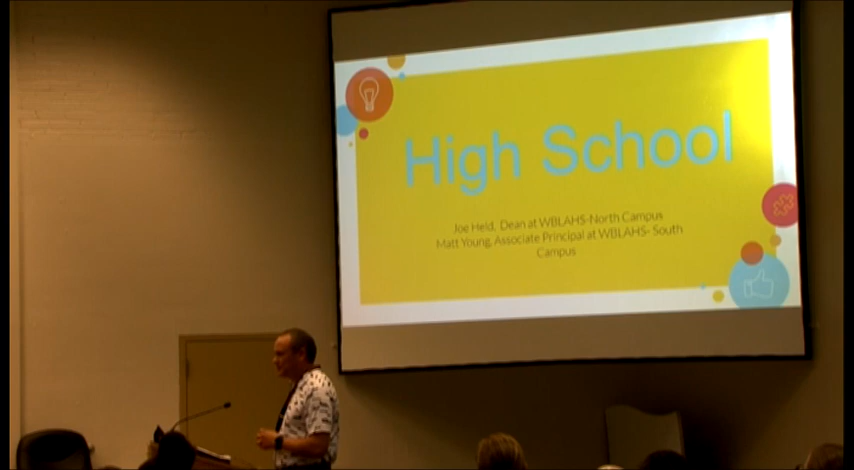 High School
Joe Held, Dean at WBLAHS-North Campus
Matt Young, Associate Principal at WBLAHS- South
Campus